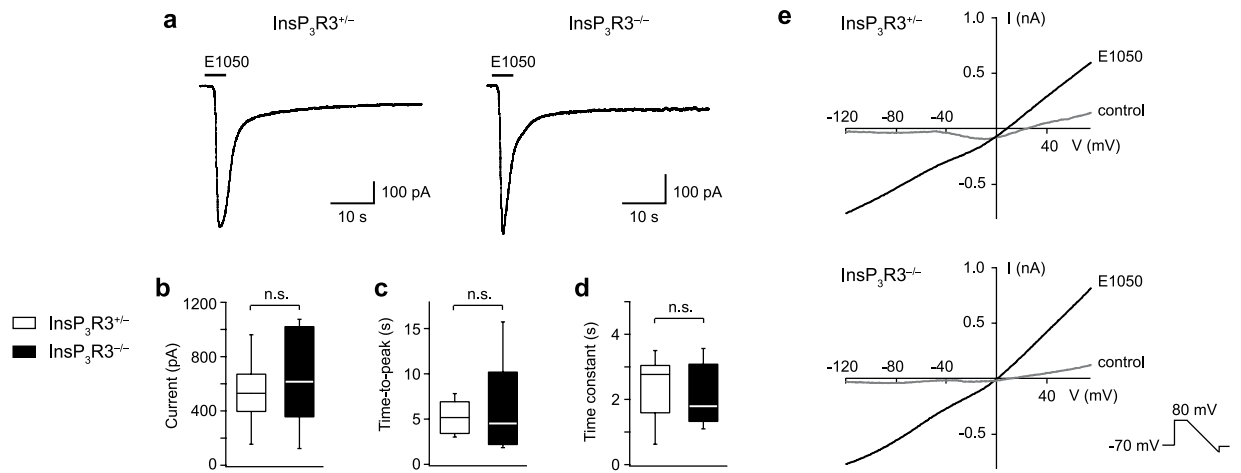 a
InsP3R3+/−
InsP3R3−/−
E1050
E1050
100 pA
10 s
100 pA
10 s
InsP3R3+/−
InsP3R3−/−
b
n.s.
1200
800
400
0
Current (pA)
c
n.s.
15
10
5
0
Time-to-peak (s)
d
n.s.
4
2
0
Time constant (s)
e
InsP3R3+/−
I (nA)
1.0
0.5
-0.5
-120
-80
-40
40
V (mV)
E1050
control
InsP3R3−/−
I (nA)
1.0
0.5
-0.5
-120
-80
-40
40
V (mV)
E1050
control
80 mV
-70 mV